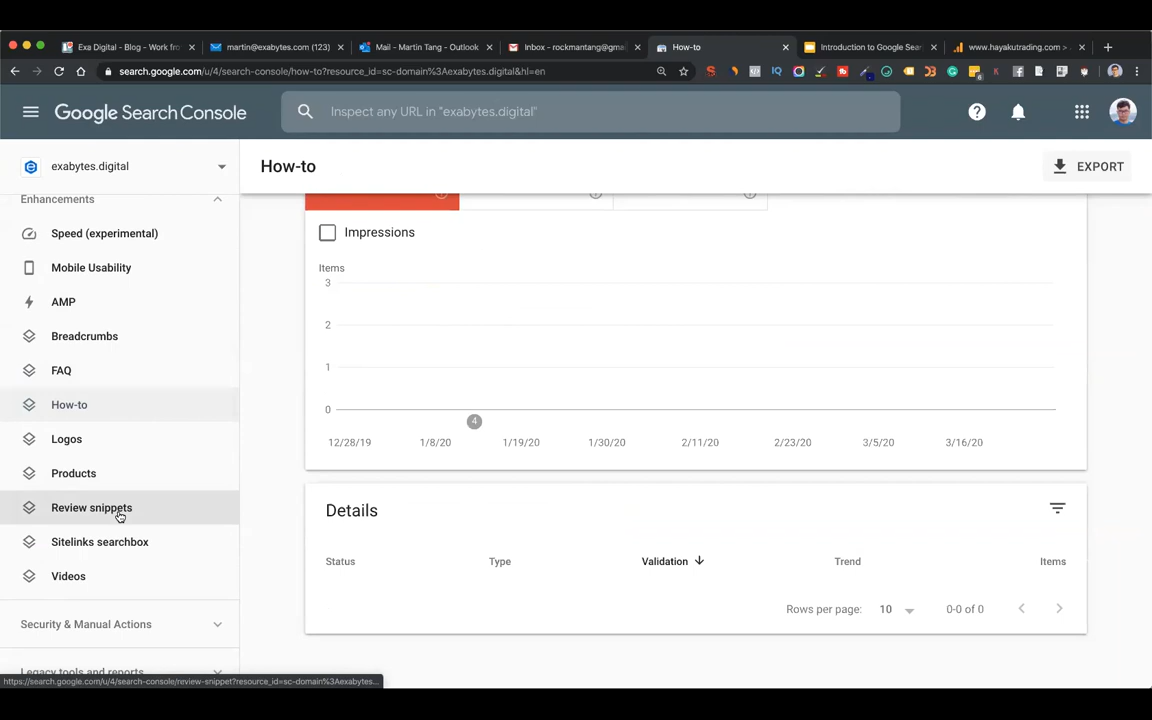 Exa Digital - Blog - Work fro
martin@exabytes.com (123)
Mail - Martin Tang - Outlook
Inbox - rockmantang@gma
How-to
Introduction to Google Sear
www.hayakutrading.com >
search.google.com/u/4/search-console/how-to?resource_id=sc-domain%3Aexabytes.digital&hl=en
Google Search Console
Inspect any URL in "exabytes.digital"
exabytes.digital
How-to
EXPORT
Enhancements
Speed (experimental)
Mobile Usability
AMP
Breadcrumbs
FAQ
How-to
Logos
Products
Review snippets
Sitelinks searchbox
Videos
Security & Manual Actions
Legacy tools and reports
Impressions
Items
3
2
1
0
4
12/28/19
1/8/20
1/19/20
1/30/20
2/11/20
2/23/20
3/5/20
3/16/20
Details
Status
Type
Validation
Trend
Items
Rows per page: 10
0-0 of 0
https://search.google.com/u/4/search-console/review-snippet?resource_id=sc-domain%3Aexabytes...